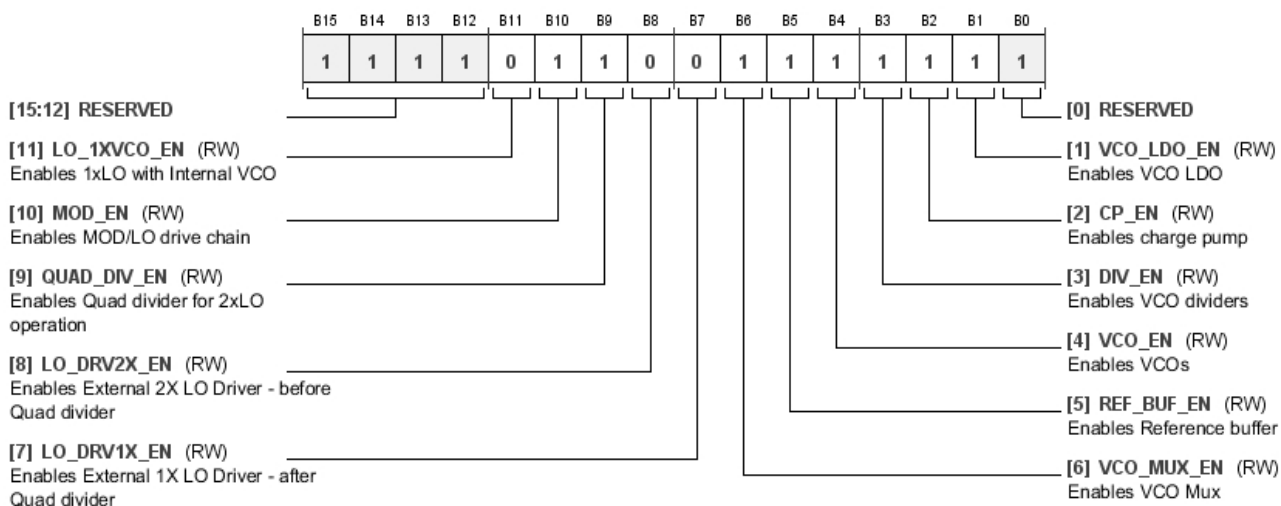 B15 B14 B13 B12 B11 B10 B9 B8 B7 B6 B5 B4 B3 B2 B1 B0
1 1 1 1 0 1 1 0 0 1 1 1 1 1 1 1
[15:12] RESERVED
[11] LO_1XVCO_EN (RW)
Enables 1xLO with Internal VCO
[10] MOD_EN (RW)
Enables MOD/LO drive chain
[9] QUAD_DIV_EN (RW)
Enables Quad divider for 2xLO
operation
[8] LO_DRV2X_EN (RW)
Enables External 2X LO Driver - before
Quad divider
[7] LO_DRV1X_EN (RW)
Enables External 1X LO Driver - after
Quad divider
[0] RESERVED
[1] VCO_LDO_EN (RW)
Enables VCO LDO
[2] CP_EN (RW)
Enables charge pump
[3] DIV_EN (RW)
Enables VCO dividers
[4] VCO_EN (RW)
Enables VCOs
[5] REF_BUF_EN (RW)
Enables Reference buffer
[6] VCO_MUX_EN (RW)
Enables VCO Mux